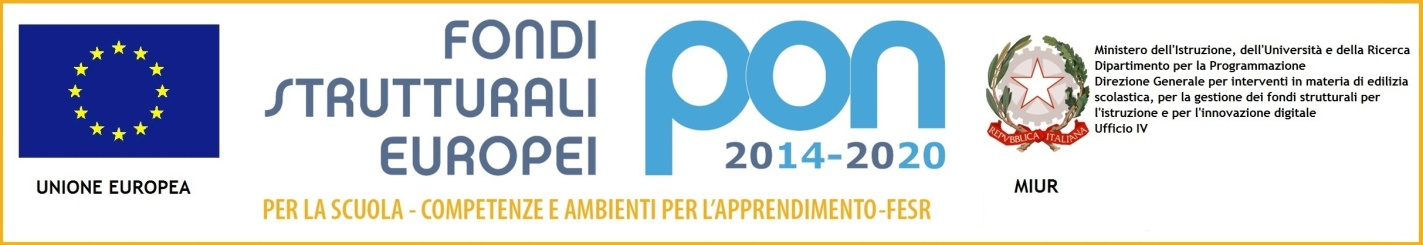 UNIONE EUROPEA
FONDI
STRUTTURALI
EUROPEI
pon
2014-2020
PER LA SCUOLA - COMPETENZE E AMBIENTI PER L'APPRENDIMENTO-FESR
REPVBBLICA ITALIANA
MIUR
Ministero dell'Istruzione, dell'Università e della Ricerca
Dipartimento per la Programmazione
Direzione Generale per interventi in materia di edilizia
scolastica, per la gestione dei fondi strutturali per
l'istruzione e per l'innovazione digitale
Ufficio IV